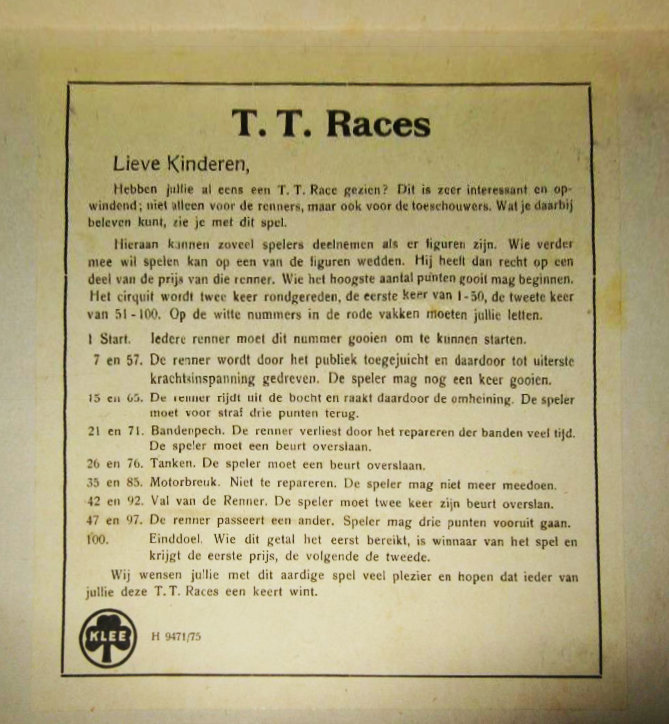 T. T. Races
Lieve Kinderen,
Hebben jullie al eens een T. T. Race gezien? Dit is zeer interessant en op-
windend; niet alleen voor de renners, maar ook voor de toeschouwers. Wat je daarbij
beleven kunt, zie je met dit spel.
Hieraan kunnen zoveel spelers deelnemen als er figuren zijn. Wie verder
mee wil spelen kan op een van de figuren wedden. Hij heeft dan recht op een
deel van de prijs van die renner. Wie het hoogste aantal punten gooit mag beginnen.
Het cirquit wordt twee keer rondgereden, de eerste keer van 1-50, de tweete keer
van 51-100. Op de witte nummers in de rode vakken moeten jullie letten.
1 Start. Iedere renner moet dit nummer gooien om te kunnen starten.
7 en 57. De renner wordt door het publiek toegejuicht en daardoor tot uiterste
krachtsinspanning gedreven. De speler mag nog een keer gooien.
15 en 65. De renner rijdt uit de bocht en raakt daardoor de omheining. De speler
moet voor straf drie punten terug.
21 en 71. Bandenpech. De renner verliest door het repareren der banden veel tijd.
De speler moet een beurt overslaan.
26 en 76. Tanken. De speler moet een beurt overslaan.
35 en 85. Motorbreuk. Niet te repareren. De speler mag niet meer meedoen.
42 en 92. Val van de Renner. De speler moet twee keer zijn beurt overslan.
47 en 97. De renner passeert een ander. Speler mag drie punten vooruit gaan.
100. Einddoel. Wie dit getal het eerst bereikt, is winnaar van het spel en
krijgt de eerste prijs, de volgende de tweede.
Wij wensen jullie met dit aardige spel veel plezier en hopen dat ieder van
jullie deze T. T. Races een keert wint.
KLEE H 9471/75